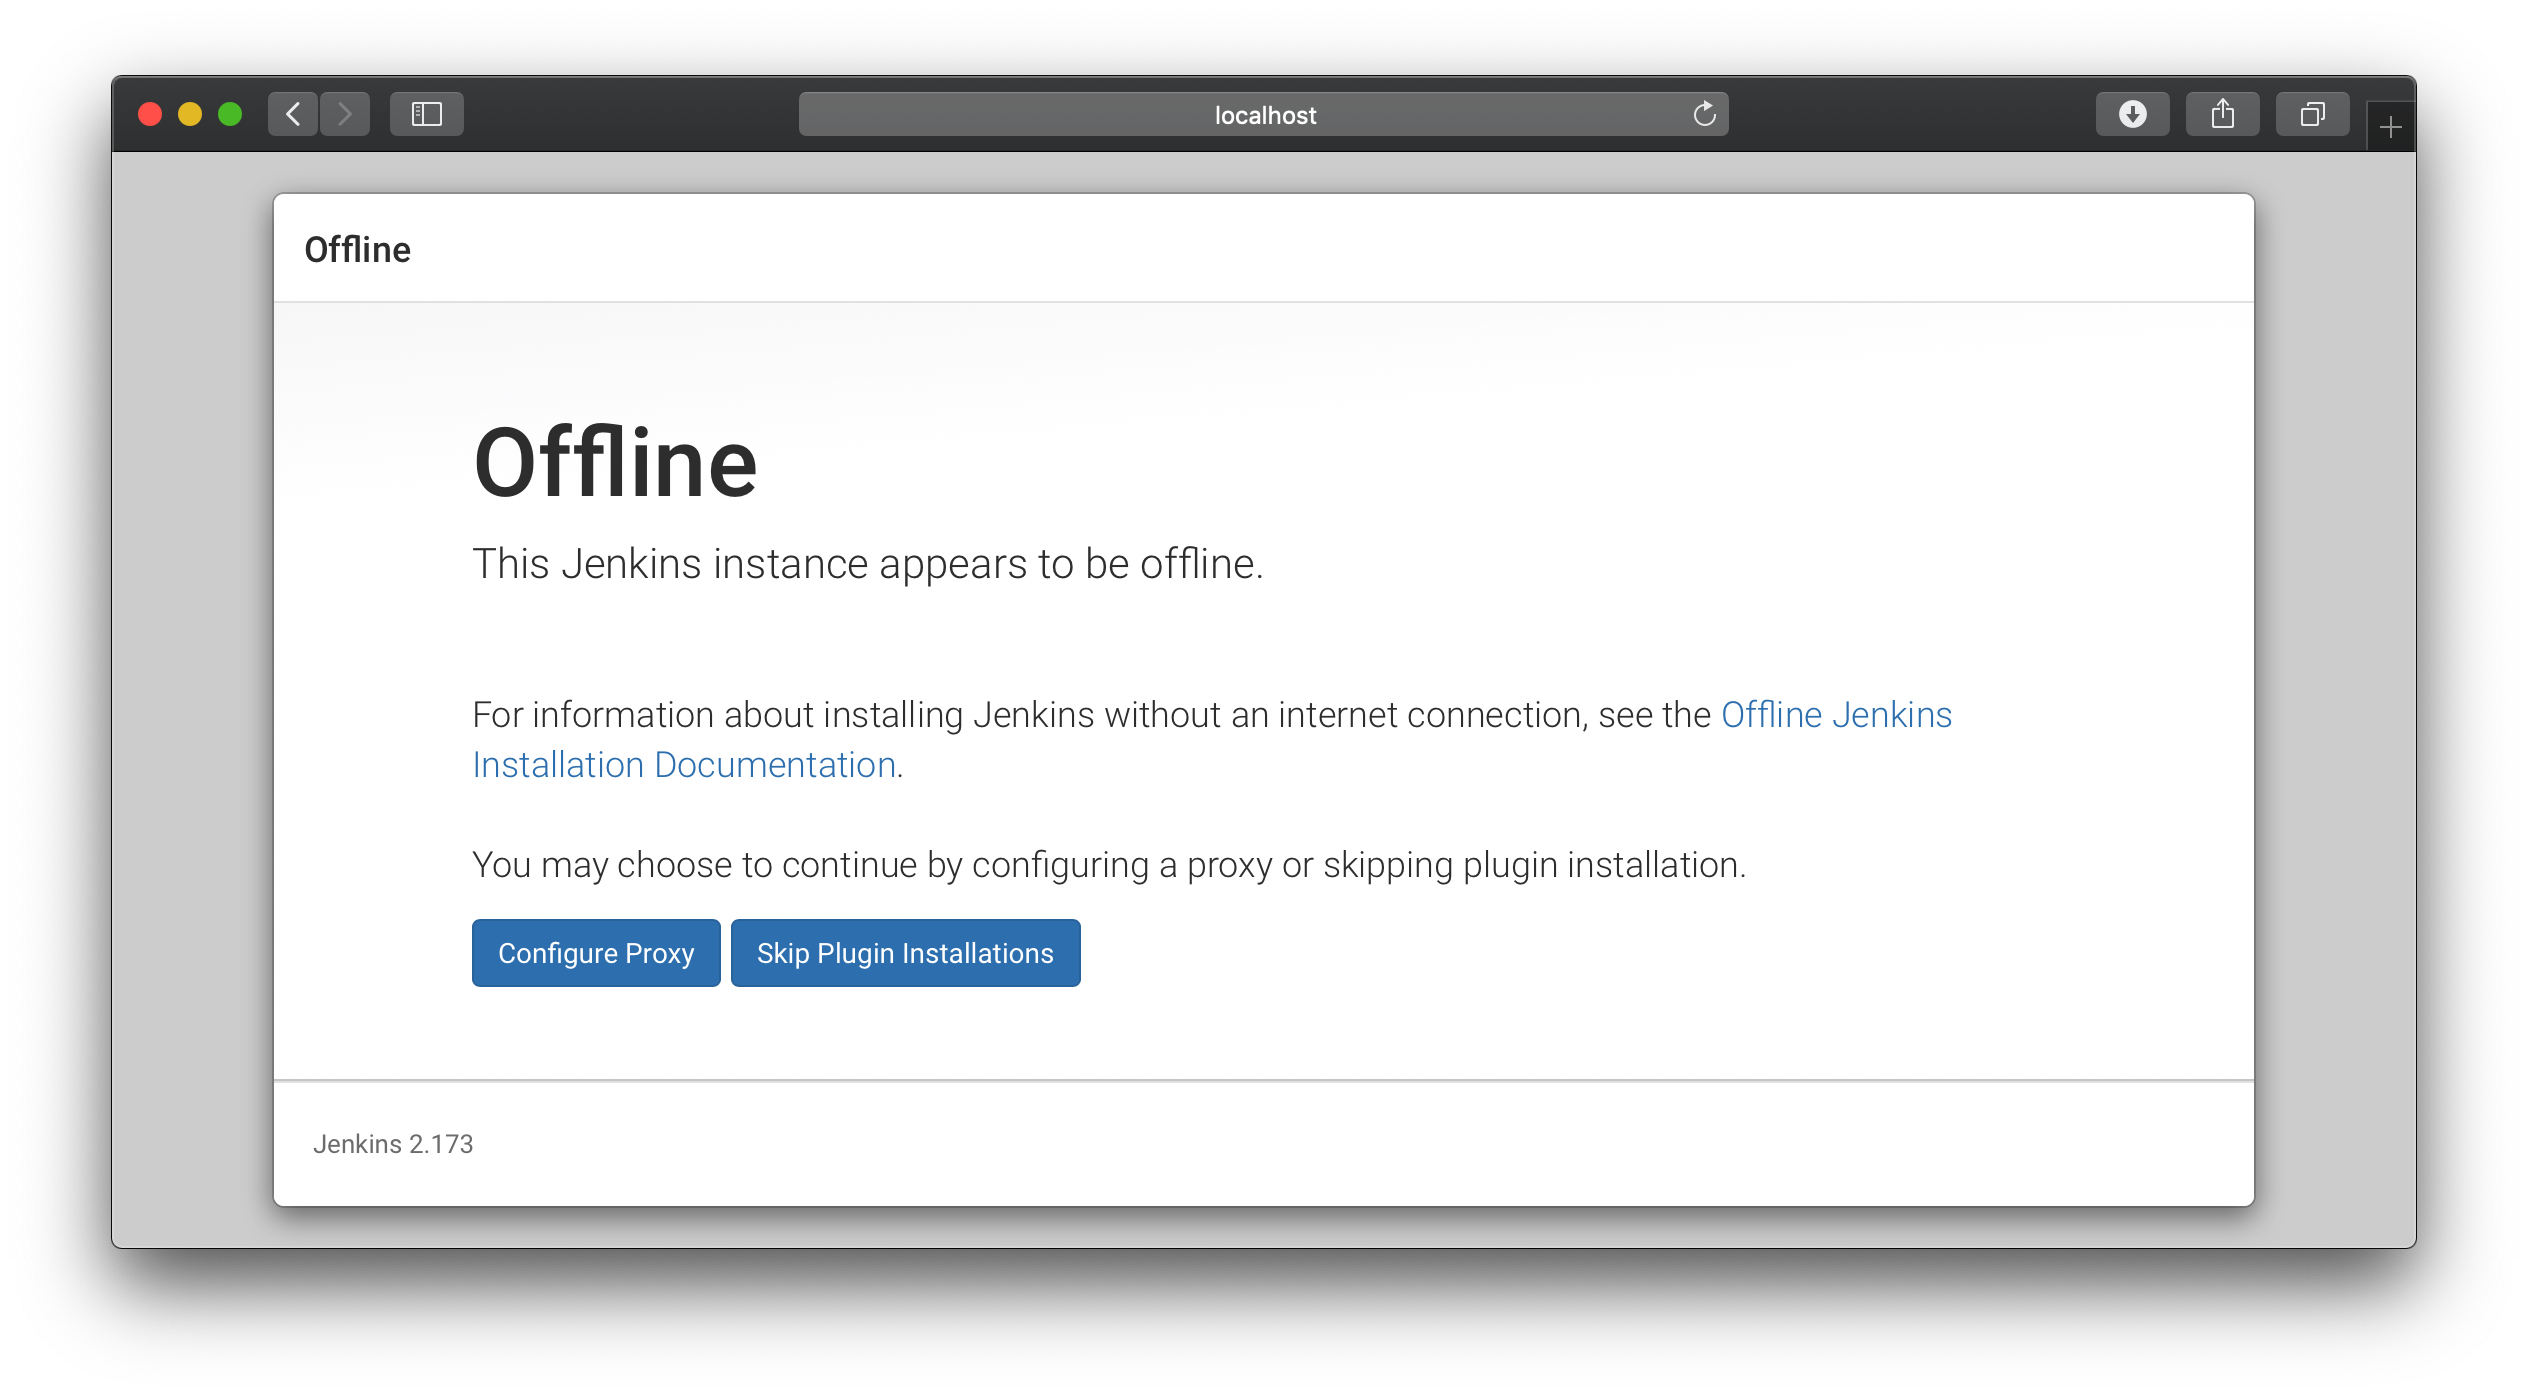 localhost
Offline
Offline
This Jenkins instance appears to be offline.
For information about installing Jenkins without an internet connection, see the Offline Jenkins
Installation Documentation.
You may choose to continue by configuring a proxy or skipping plugin installation.
Configure Proxy Skip Plugin Installations
Jenkins 2.173